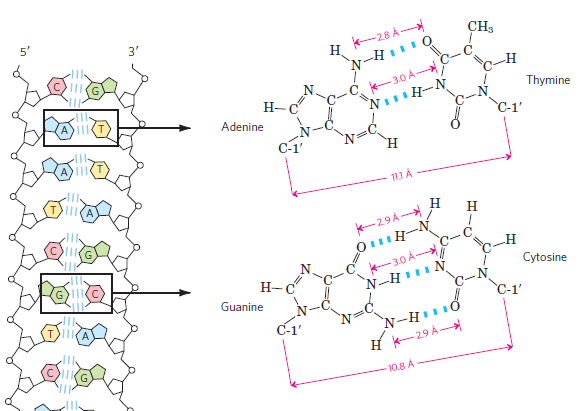 5′ 3′
C G
A T
A T
T A
C G
G C
T A
C G
Adenine
Thymine
2.8 Å
3.0 Å
11.1 Å
CH₃
H
N H
O
C
C H
N
H N
C
N
H C
C
C
C
C
N
N
O
C-1′
N
C H
C-1′
Guanine
Cytosine
2.9 Å
3.0 Å
2.9 Å
10.8 Å
H
H
N
H
O
C
C
C H
N
C
N
H C
C
C
N H
N
C
O
C-1′
N
C
N
C
N H
H
C-1′